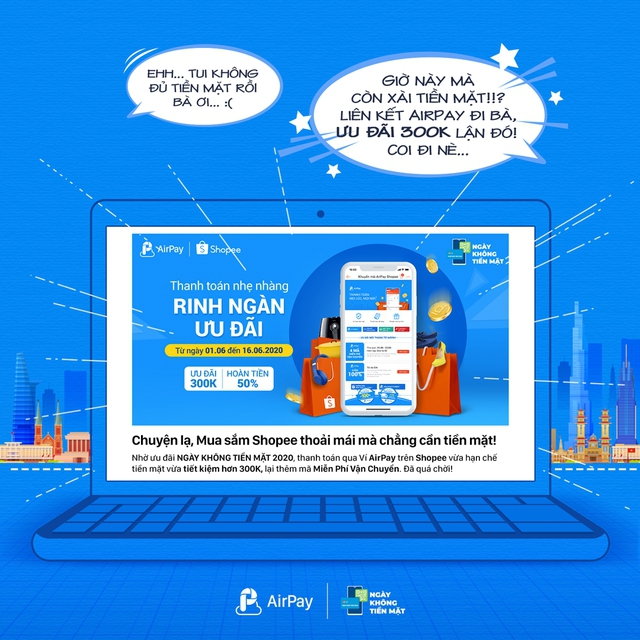 EHH... TUI KHÔNG
ĐỦ TIỀN MẶT RỒI
BÀ ƠI... :(
GIỜ NÀY MÀ
CÒN XÀI TIỀN MẶT!!?
LIÊN KẾT AIRPAY ĐI BÀ,
ƯU ĐÃI 300K LẬN ĐÓ!
COI ĐI NÈ...
AirPay
Shopee
NGÀY
KHÔNG
TIỀN MẶT
Thanh toán nhẹ nhàng
RINH NGÀN
ƯU ĐÃI
Từ ngày 01.06 đến 16.06.2020
ƯU ĐÃI
300K
HOÀN TIỀN
50%
Khuyến mãi AirPay Shopee
100%
Chuyện lạ, Mua sắm Shopee thoải mái mà chẳng cần tiền mặt!
Nhờ ưu đãi NGÀY KHÔNG TIỀN MẶT 2020, thanh toán qua Ví AirPay trên Shopee vừa hạn chế
tiền mặt vừa tiết kiệm hơn 300K, lại thêm mã Miễn Phí Vận Chuyển. Đã quá chời!
AirPay
NGÀY
KHÔNG
TIỀN MẶT